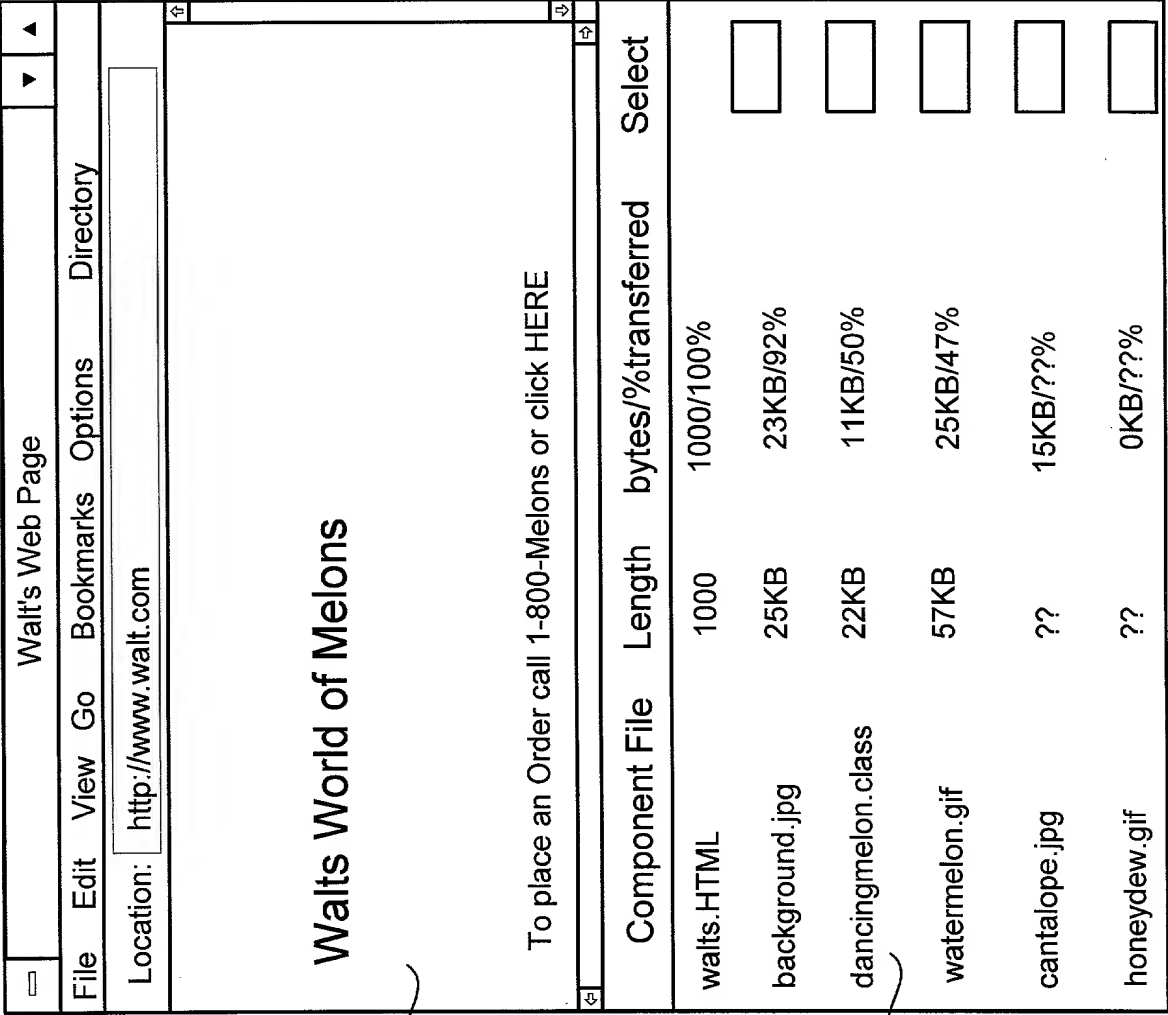 Walt's Web Page
File Edit View Go Bookmarks Options Directory
Location: http://www.walt.com
Walts World of Melons
To place an Order call 1-800-Melons or click HERE
Component File Length bytes/%transferred Select
walts.HTML 1000 1000/100%
background.jpg 25KB 23KB/92%
dancingmelon.class 22KB 11KB/50%
watermelon.gif 57KB 25KB/47%
cantalope.jpg ?? 15KB/??%
honeydew.gif ?? 0KB/??%